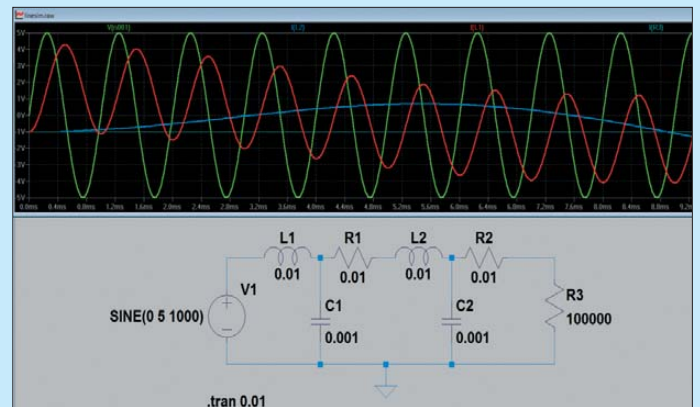 V(n001)
I(L2)
I(L1)
I(R3)
5V
4V
3V
2V
1V
0V
-1V
-2V
-3V
-4V
-5V
0.0ms 0.4ms 0.8ms 1.2ms 1.6ms 2.0ms 2.4ms 2.8ms 3.2ms 3.6ms 4.0ms 4.4ms 4.8ms 5.2ms 5.6ms 6.0ms 6.4ms 6.8ms 7.2ms 7.6ms 8.0ms 8.4ms 8.8ms 9.2m
L1
R1
L2
R2
0.01
0.01
0.01
0.01
V1
SINE(0 5 1000)
C1
0.001
C2
0.001
R3
100000
.tran 0.01